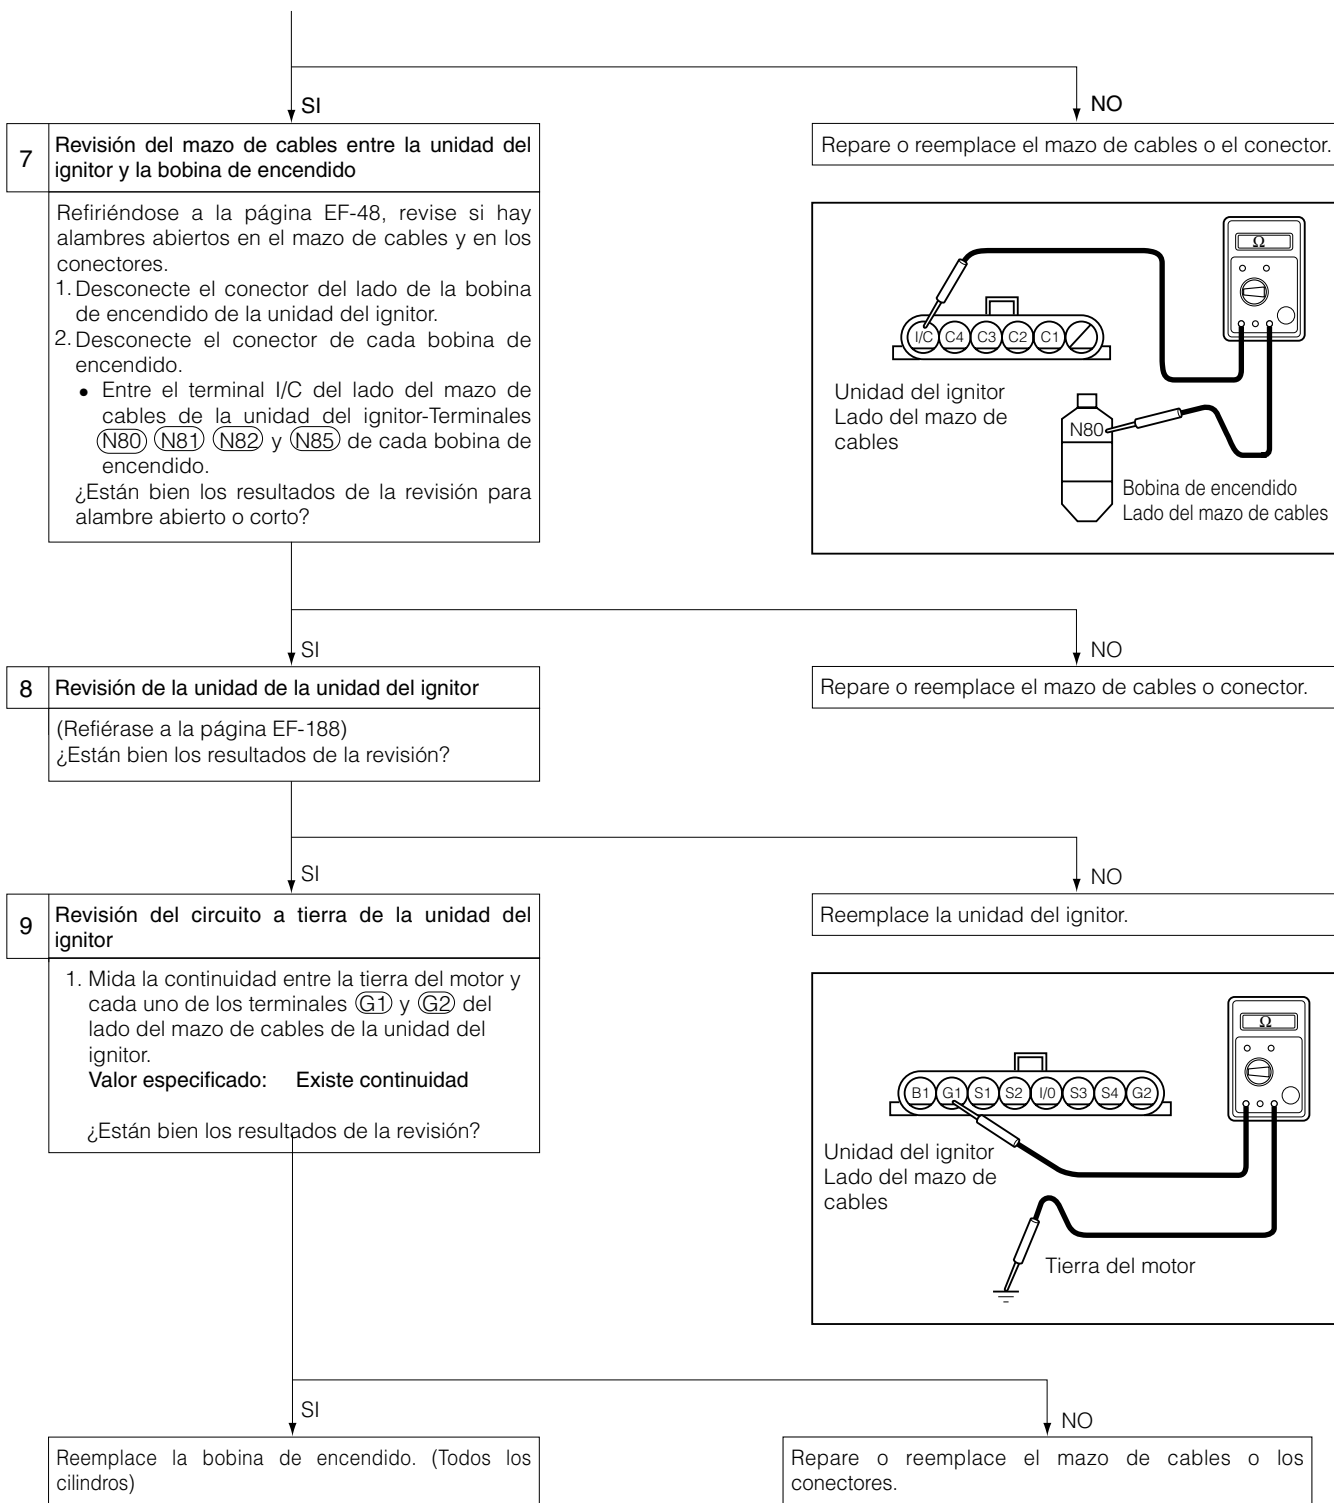 SI
NO
7
Revisión del mazo de cables entre la unidad del
ignitor y la bobina de encendido
Repare o reemplace el mazo de cables o el conector.
Refiriéndose a la página EF-48, revise si hay
alambres abiertos en el mazo de cables y en los
conectores.
1. Desconecte el conector del lado de la bobina
de encendido de la unidad del ignitor.
2. Desconecte el conector de cada bobina de
encendido.
• Entre el terminal I/C del lado del mazo de
cables de la unidad del ignitor-Terminales
N80 N81 N82 y N85 de cada bobina de
encendido.
¿Están bien los resultados de la revisión para
alambre abierto o corto?
Ω
I/C C4 C3 C2 C1
Unidad del ignitor
Lado del mazo de
cables
N80
Bobina de encendido
Lado del mazo de cables
SI
NO
8
Revisión de la unidad de la unidad del ignitor
Repare o reemplace el mazo de cables o conector.
(Refiérase a la página EF-188)
¿Están bien los resultados de la revisión?
SI
NO
9
Revisión del circuito a tierra de la unidad del
ignitor
Reemplace la unidad del ignitor.
1. Mida la continuidad entre la tierra del motor y
cada uno de los terminales G1 y G2 del
lado del mazo de cables de la unidad del
ignitor.
Valor especificado: Existe continuidad
¿Están bien los resultados de la revisión?
Ω
B1 G1 S1 S2 I/0 S3 S4 G2
Unidad del ignitor
Lado del mazo de
cables
Tierra del motor
SI
NO
Reemplace la bobina de encendido. (Todos los
cilindros)
Repare o reemplace el mazo de cables o los
conectores.